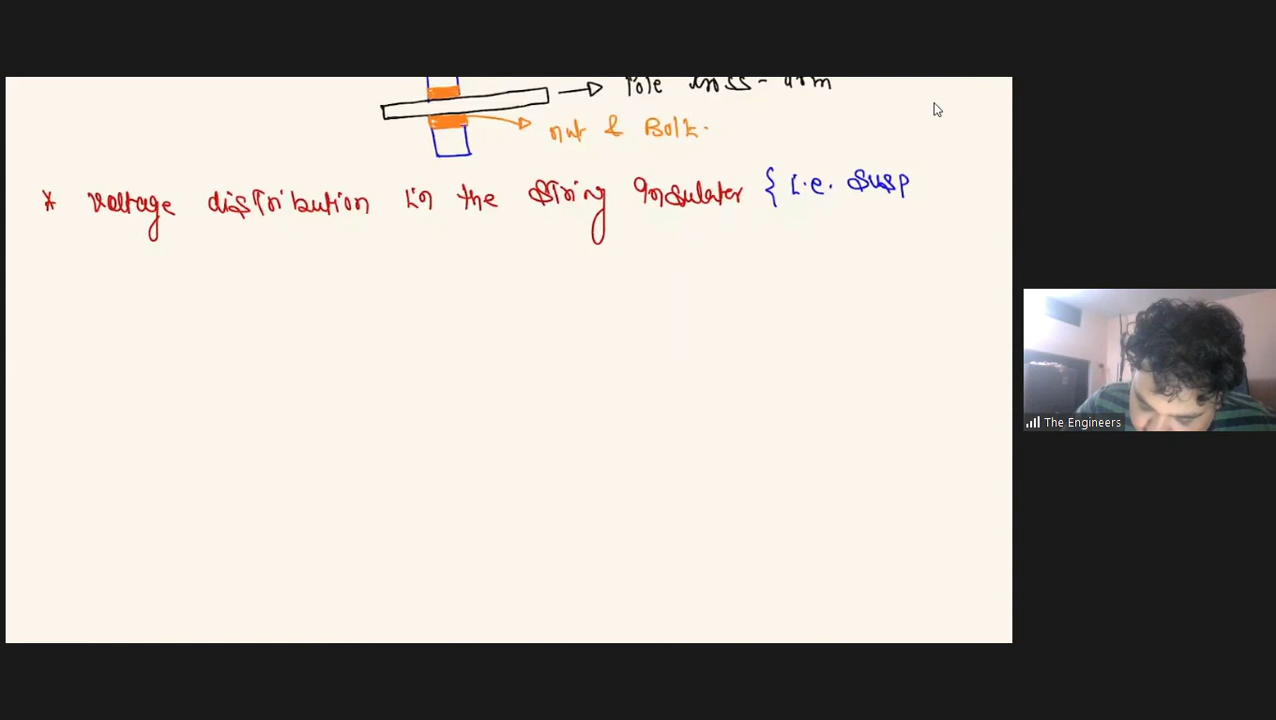 Pole cross-arm
nut & Bolt.
* Voltage distribution in the String Insulator { i.e. Susp
The Engineers